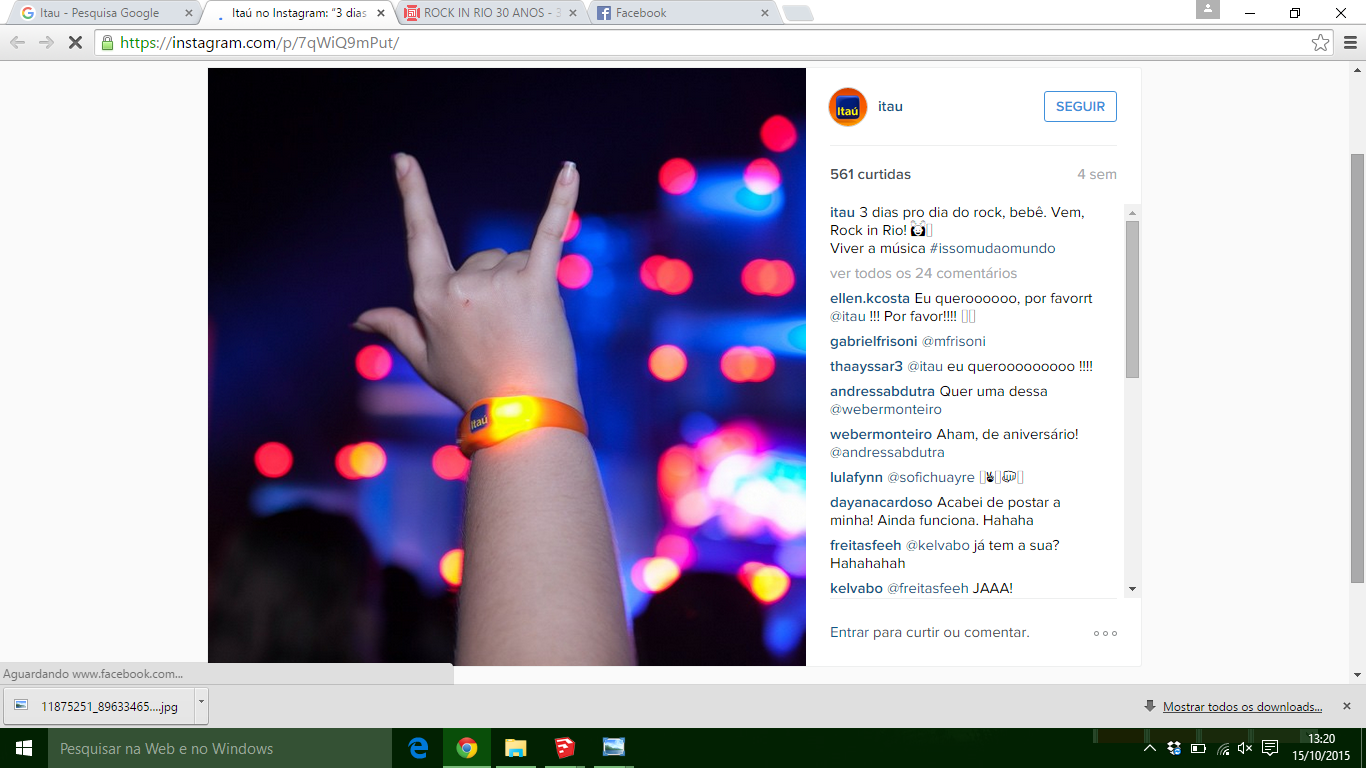 Itau - Pesquisa Google
Itaú no Instagram: “3 dias
ROCK IN RIO 30 ANOS - 3
Facebook
https://instagram.com/p/7qWiQ9mPut/
Itaú
itau
SEGUIR
561 curtidas
4 sem
itau 3 dias pro dia do rock, bebê. Vem,
Rock in Rio!
Viver a música #issomudaomundo
ver todos os 24 comentários
ellen.kcosta Eu queroooooo, por favorrt
@itau !!! Por favor!!!!
gabrielfrisoni @mfrisoni
thaayssar3 @itau eu querooooooooo !!!!
andressabdutra Quer uma dessa
@webermonteiro
webermonteiro Aham, de aniversário!
@andressabdutra
lulafynn @sofichuayre
dayanacardoso Acabei de postar a
minha! Ainda funciona. Hahaha
freitasfeeh @kelvabo já tem a sua?
Hahahahah
kelvabo @freitasfeeh JAAA!
Entrar para curtir ou comentar.
Itaú
Aguardando www.facebook.com...
11875251_89633465....jpg
Mostrar todos os downloads...
Pesquisar na Web e no Windows
13:20
15/10/2015